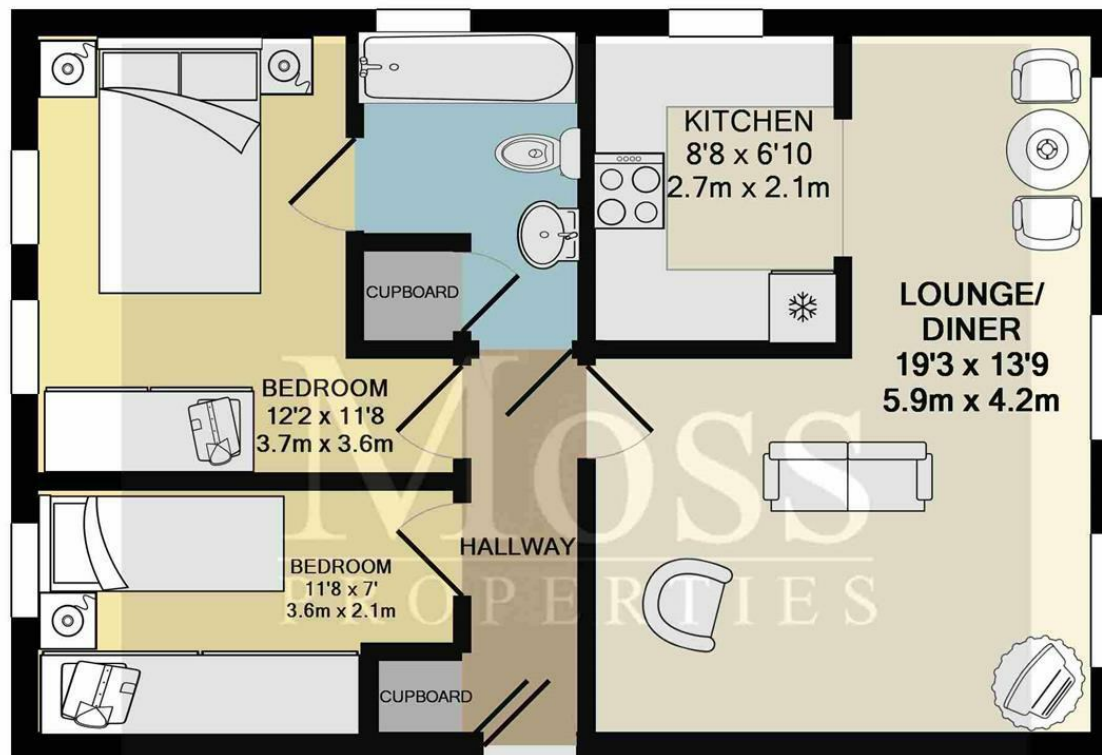 KITCHEN
8'8 x 6'10
2.7m x 2.1m
CUPBOARD
LOUNGE/
DINER
19'3 x 13'9
5.9m x 4.2m
BEDROOM
12'2 x 11'8
3.7m x 3.6m
MOSS
PROPERTIES
HALLWAY
BEDROOM
11'8 x 7'
3.6m x 2.1m
CUPBOARD